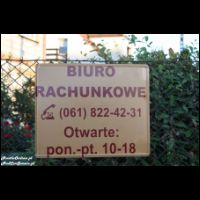 BIURO
RACHUNKOWE
(061) 822-42-31
Otwarte:
pon.-pt. 10-18